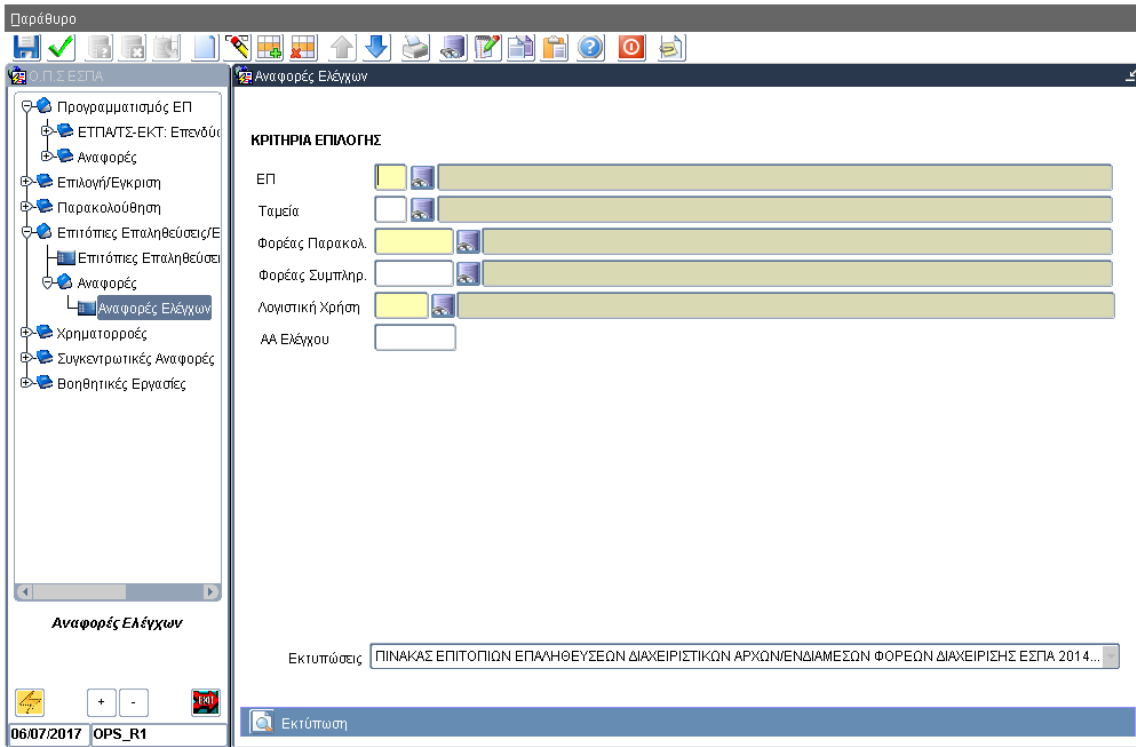 Παράθυρο
Ο.Π.Σ ΕΣΠΑ
Αναφορές Ελέγχων
Προγραμματισμός ΕΠ
ΕΤΠΑ/ΤΣ-ΕΚΤ: Επενδύσ
Αναφορές
Επιλογή/Εγκριση
Παρακολούθηση
Επιτόπιες Επαληθεύσεις/Ε
Επιτόπιες Επαληθεύσει
Αναφορές
Αναφορές Ελέγχων
Χρηματορροές
Συγκεντρωτικές Αναφορές
Βοηθητικές Εργασίες
ΚΡΙΤΗΡΙΑ ΕΠΙΛΟΓΗΣ
ΕΠ
Ταμεία
Φορέας Παρακολ.
Φορέας Συμπληρ.
Λογιστική Χρήση
ΑΑ Ελέγχου
Αναφορές Ελέγχων
Εκτυπώσεις ΠΙΝΑΚΑΣ ΕΠΙΤΟΠΙΩΝ ΕΠΑΛΗΘΕΥΣΕΩΝ ΔΙΑΧΕΙΡΙΣΤΙΚΩΝ ΑΡΧΩΝ/ΕΝΔΙΑΜΕΣΩΝ ΦΟΡΕΩΝ ΔΙΑΧΕΙΡΙΣΗΣ ΕΣΠΑ 2014...
+ - EXIT
Εκτύπωση
06/07/2017 OPS_R1